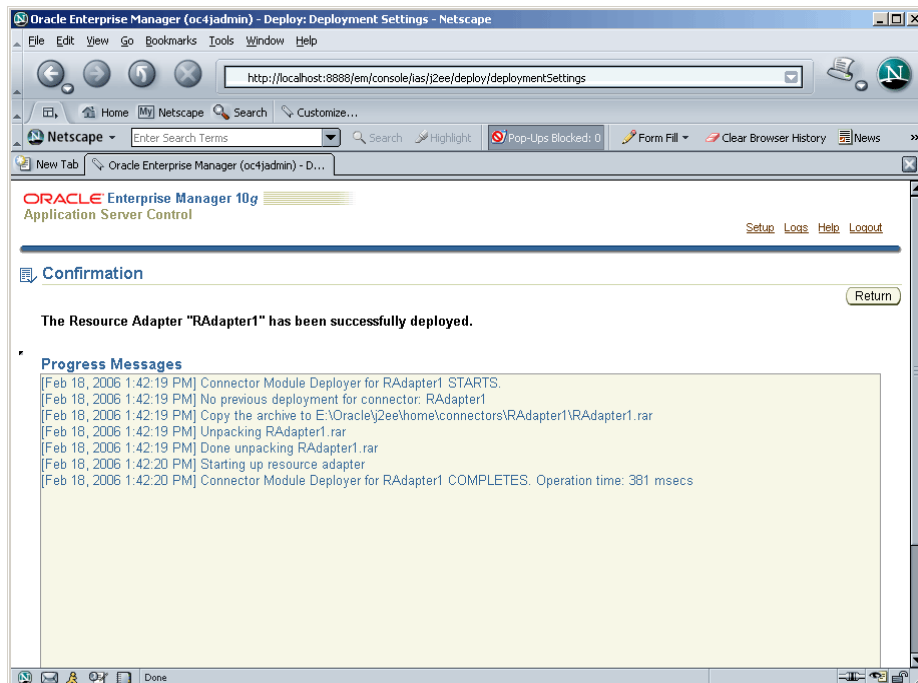 Oracle Enterprise Manager (oc4jadmin) - Deploy: Deployment Settings - Netscape
File Edit View Go Bookmarks Tools Window Help
http://localhost:8888/em/console/ias/j2ee/deploy/deploymentSettings
Home My Netscape Search Customize...
Netscape Enter Search Terms Search Highlight Pop-Ups Blocked: 0 Form Fill Clear Browser History News »
New Tab Oracle Enterprise Manager (oc4jadmin) - D...
ORACLE Enterprise Manager 10g
Application Server Control
Setup Logs Help Logout
Confirmation
Return
The Resource Adapter "RAdapter1" has been successfully deployed.
Progress Messages
[Feb 18, 2006 1:42:19 PM] Connector Module Deployer for RAdapter1 STARTS.
[Feb 18, 2006 1:42:19 PM] No previous deployment for connector: RAdapter1
[Feb 18, 2006 1:42:19 PM] Copy the archive to E:\Oracle\j2ee\home\connectors\RAdapter1\RAdapter1.rar
[Feb 18, 2006 1:42:19 PM] Unpacking RAdapter1.rar
[Feb 18, 2006 1:42:19 PM] Done unpacking RAdapter1.rar
[Feb 18, 2006 1:42:20 PM] Starting up resource adapter
[Feb 18, 2006 1:42:20 PM] Connector Module Deployer for RAdapter1 COMPLETES. Operation time: 381 msecs
Done